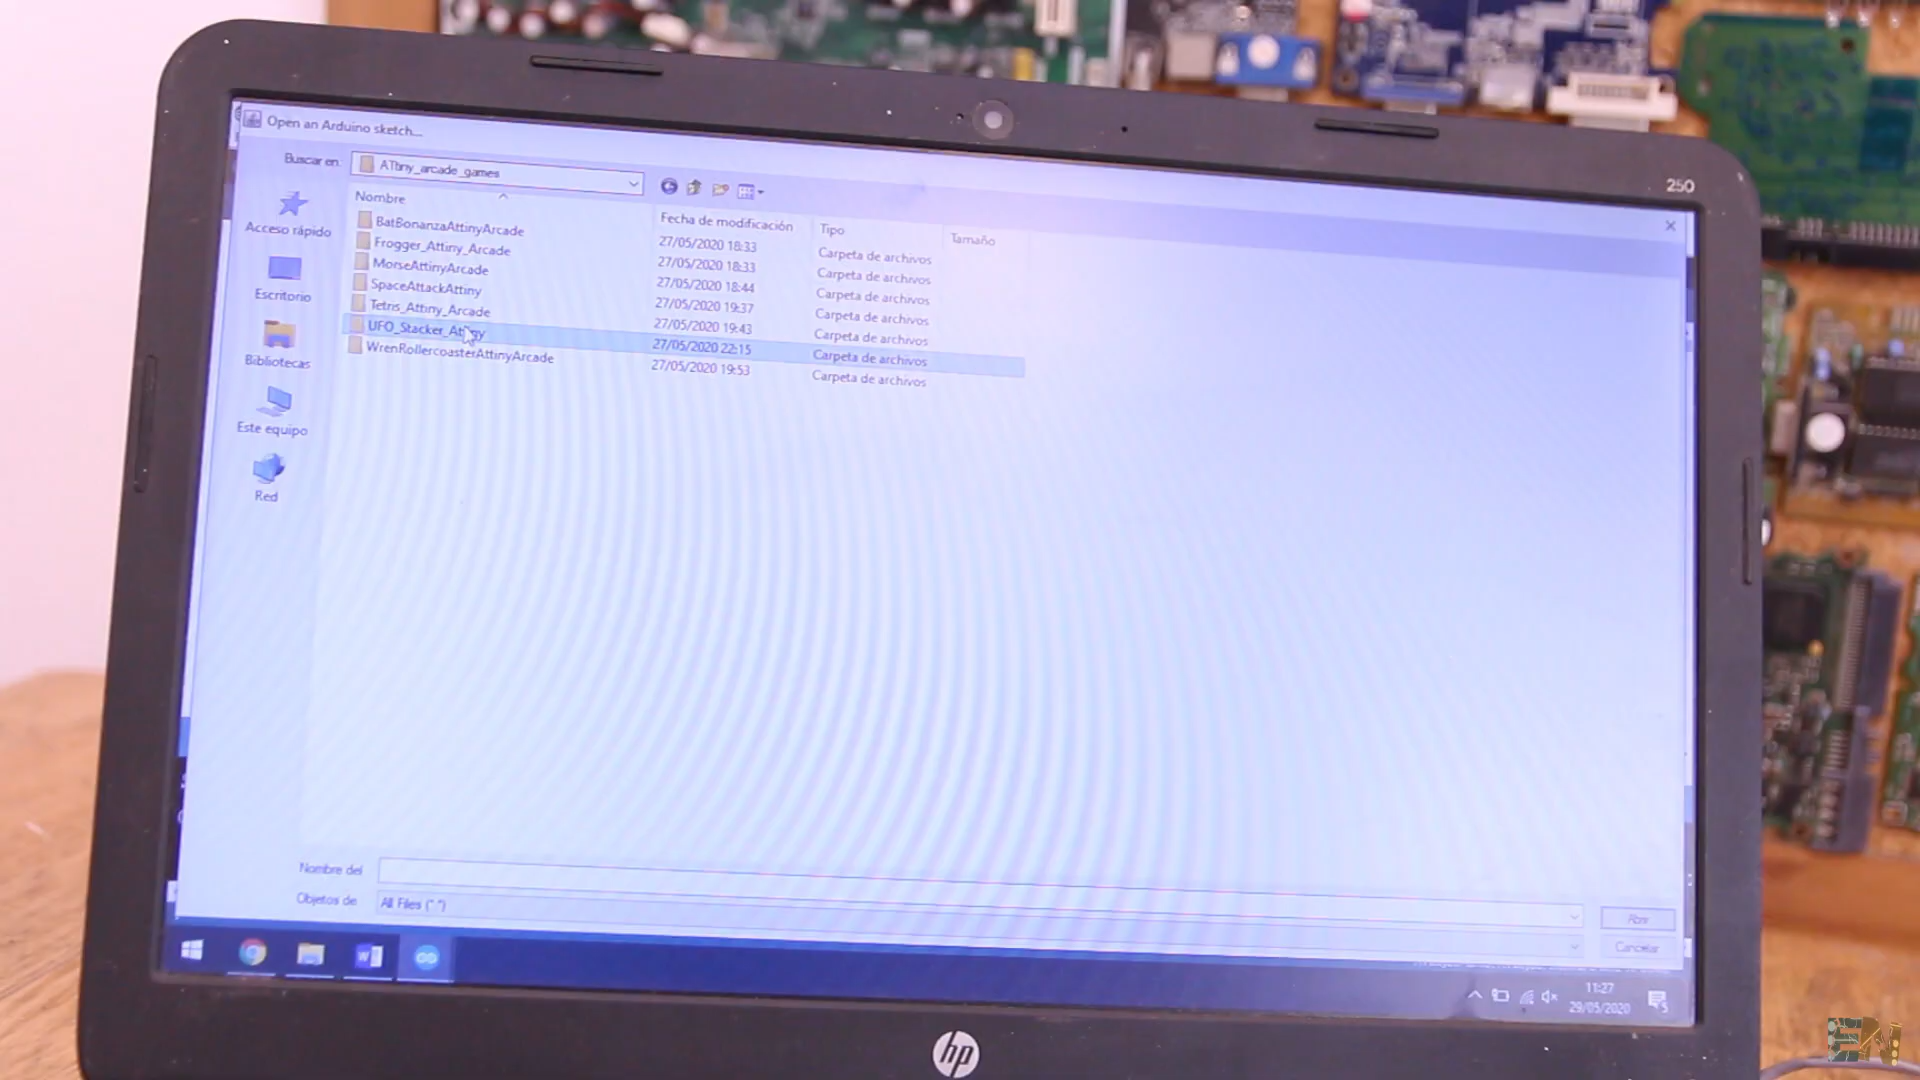 250
Open an Arduino sketch...
Buscar en:
ATtiny_arcade_games
Nombre
Fecha de modificación
Tipo
Tamaño
BatBonanzaAttinyArcade 27/05/2020 18:33 Carpeta de archivos
Frogger_Attiny_Arcade 27/05/2020 18:33 Carpeta de archivos
MorseAttinyArcade 27/05/2020 18:44 Carpeta de archivos
SpaceAttackAttiny 27/05/2020 19:37 Carpeta de archivos
Tetris_Attiny_Arcade 27/05/2020 19:43 Carpeta de archivos
UFO_Stacker_Attiny 27/05/2020 22:15 Carpeta de archivos
WrenRollercoasterAttinyArcade 27/05/2020 19:53 Carpeta de archivos
Acceso rápido
Escritorio
Bibliotecas
Este equipo
Red
Nombre del
Objetos de
All Files (*.*)
Abrir
Cancelar
11:27
29/05/2020
5
hp
EN